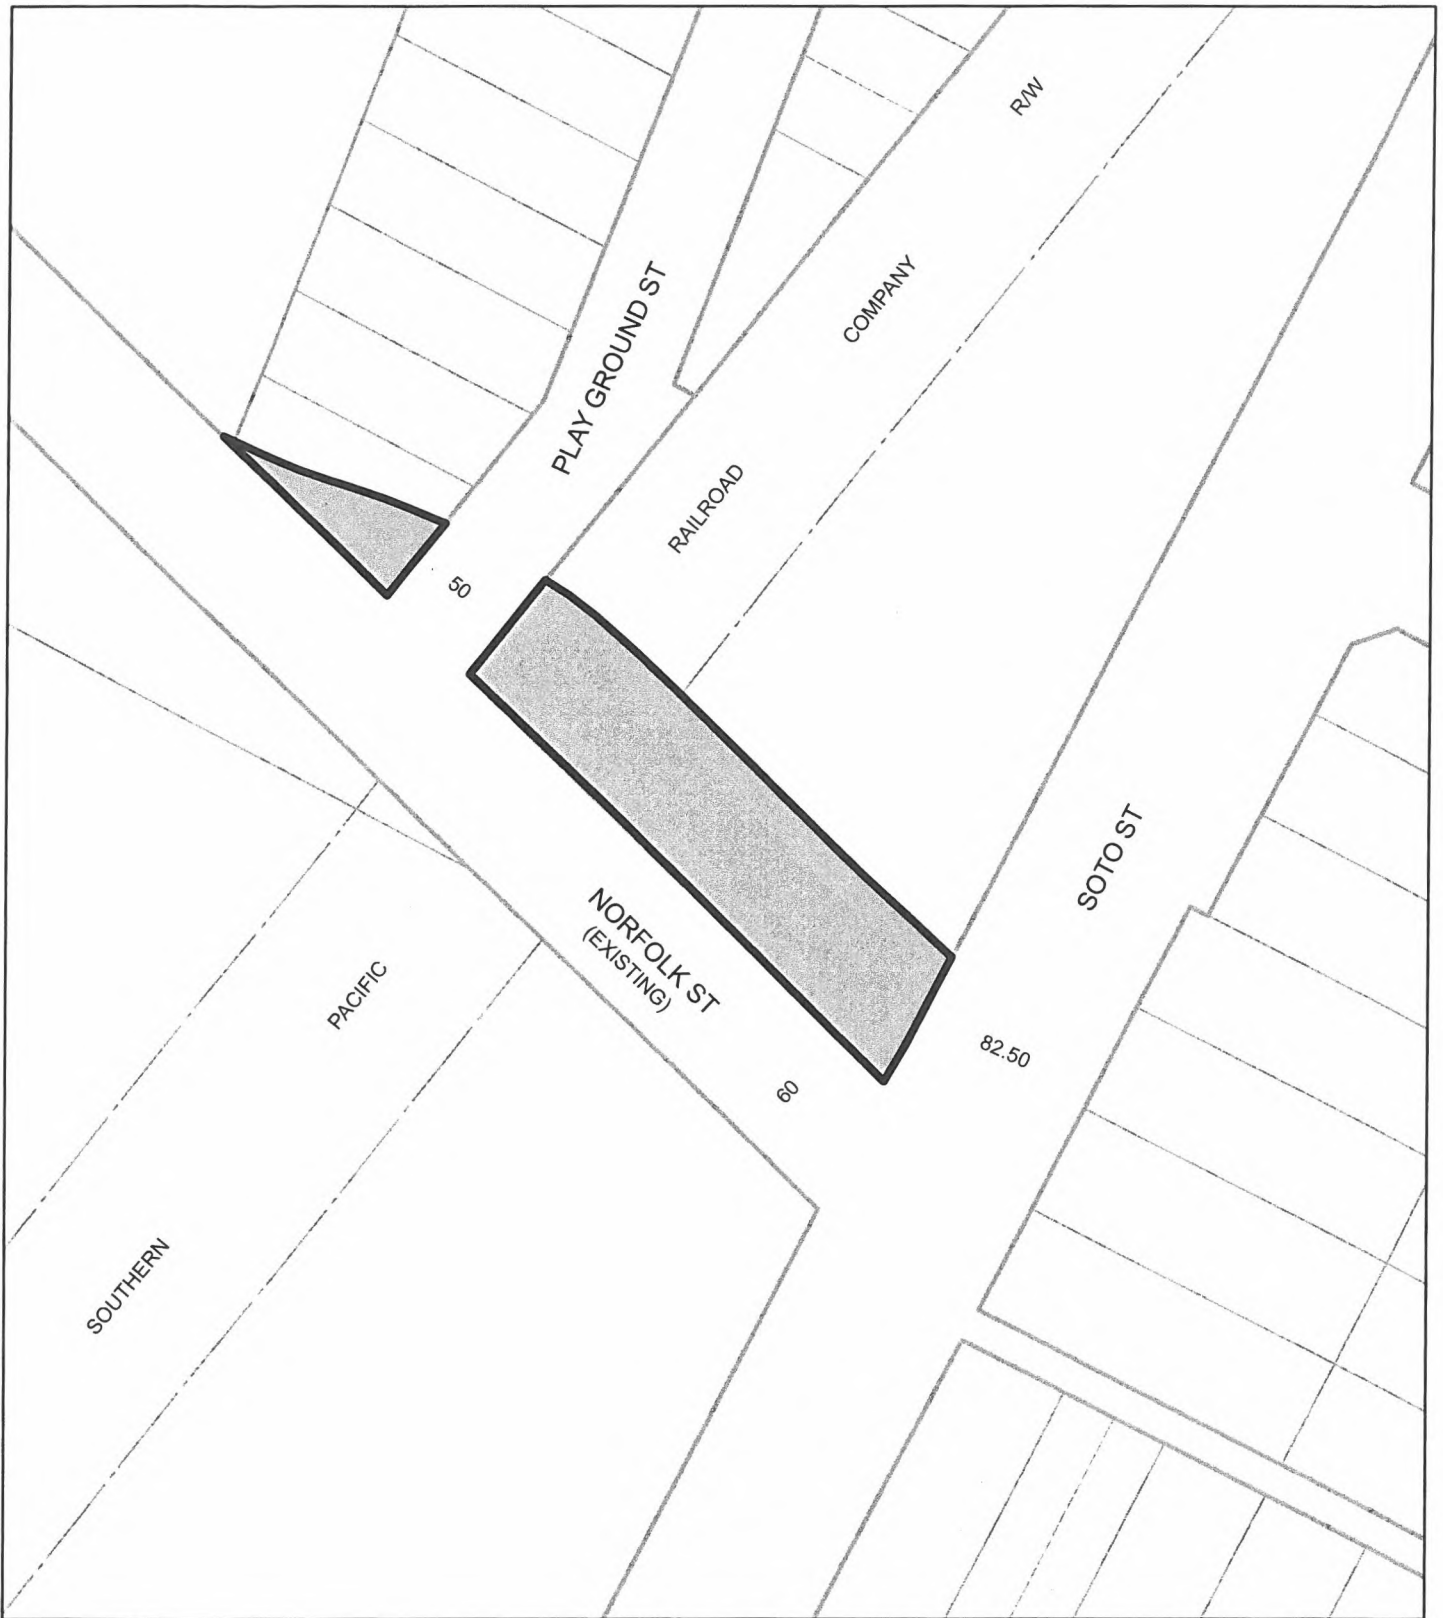 R/W
COMPANY
PLAY GROUND ST
RAILROAD
50
SOTO ST
NORFOLK ST
(EXISTING)
PACIFIC
82.50
60
SOUTHERN